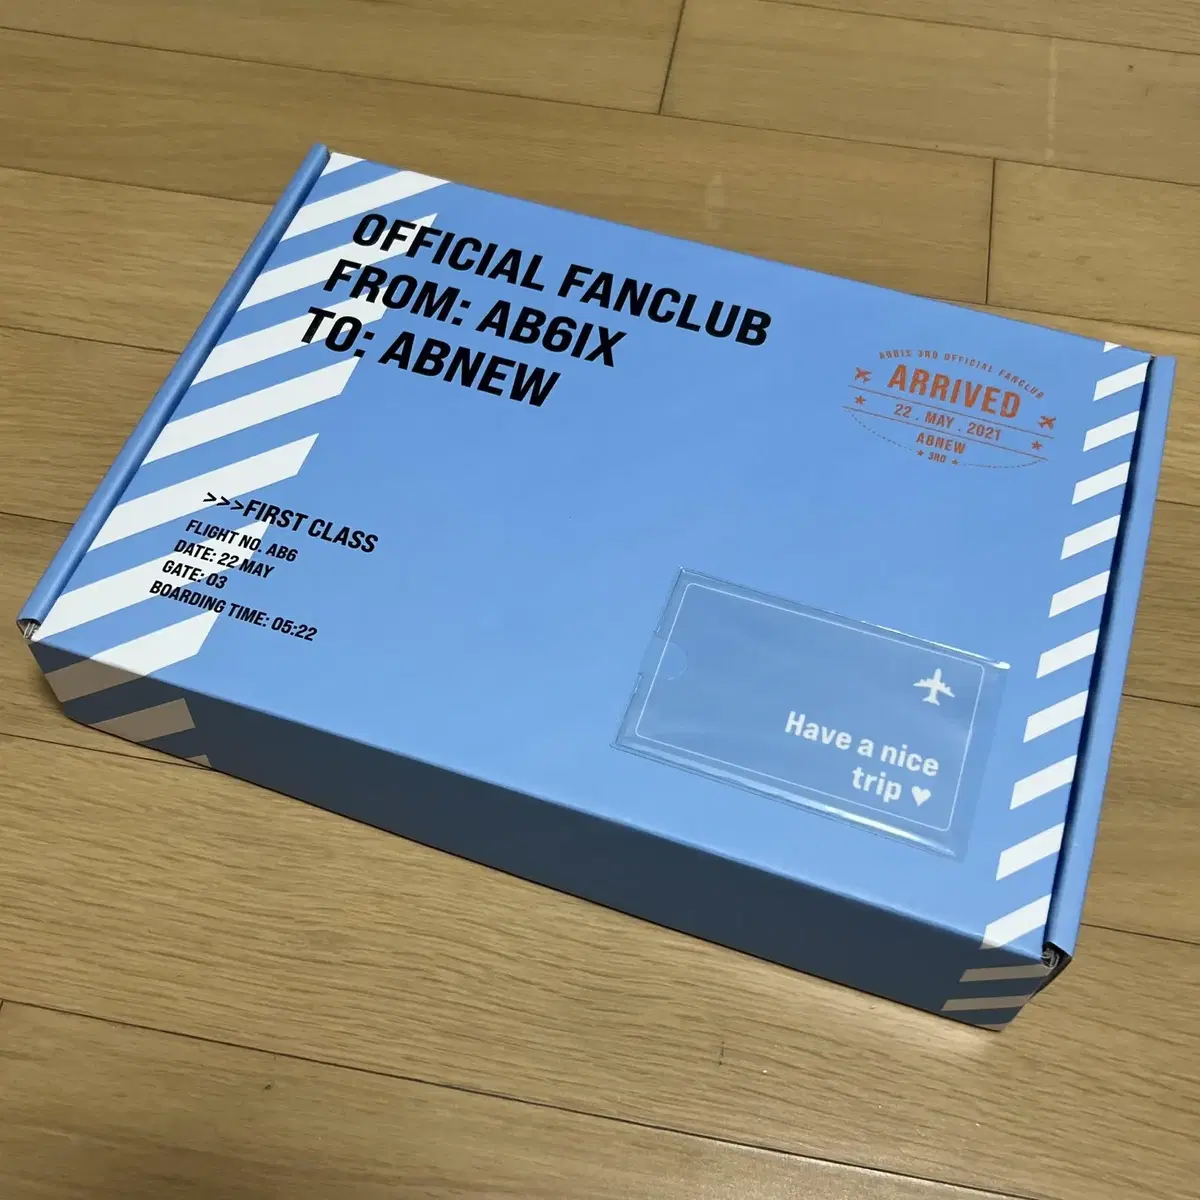 OFFICIAL FANCLUB
FROM: AB6IX
TO: ABNEW
AB6IX 3RD OFFICIAL FANCLUB
ARRIVED
22 . MAY . 2021
ABNEW
★ 3RD ★
>>>FIRST CLASS
FLIGHT NO. AB6
DATE: 22 MAY
GATE: 03
BOARDING TIME: 05:22
Have a nice
trip ♥